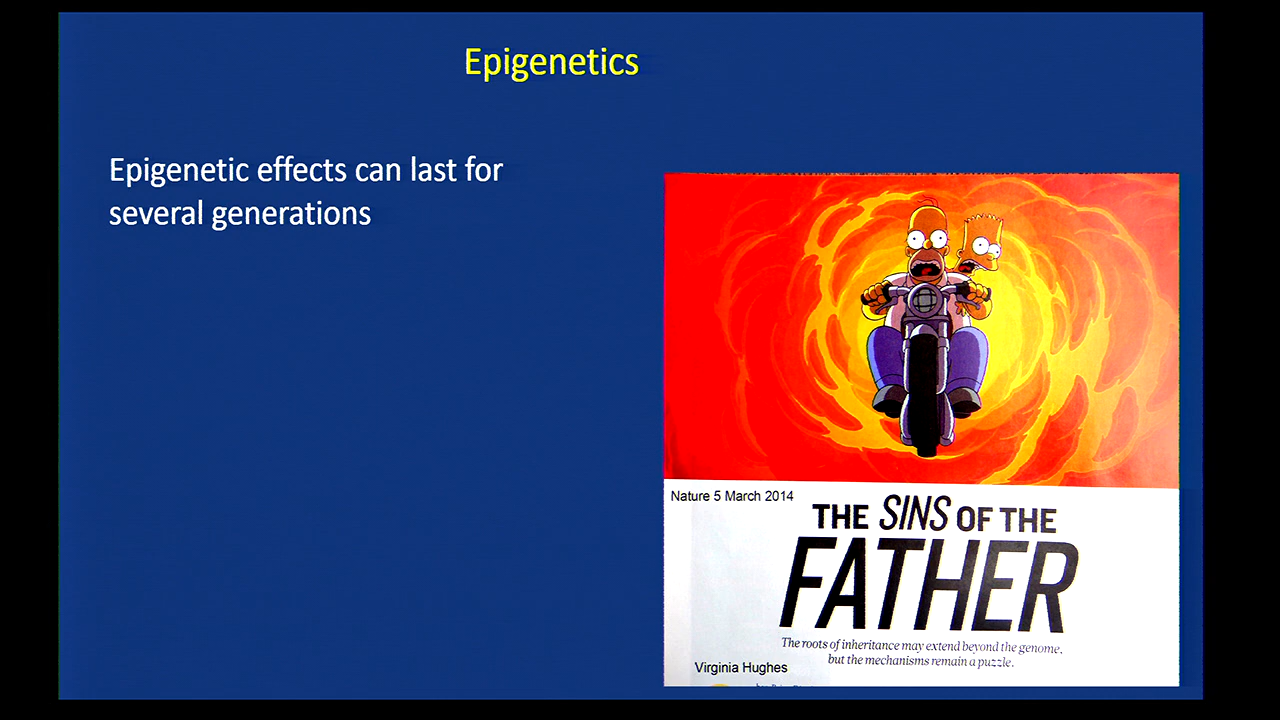 Epigenetics
Epigenetic effects can last for
several generations
Nature 5 March 2014
THE SINS OF THE
FATHER
The roots of inheritance may extend beyond the genome,
but the mechanisms remain a puzzle.
Virginia Hughes